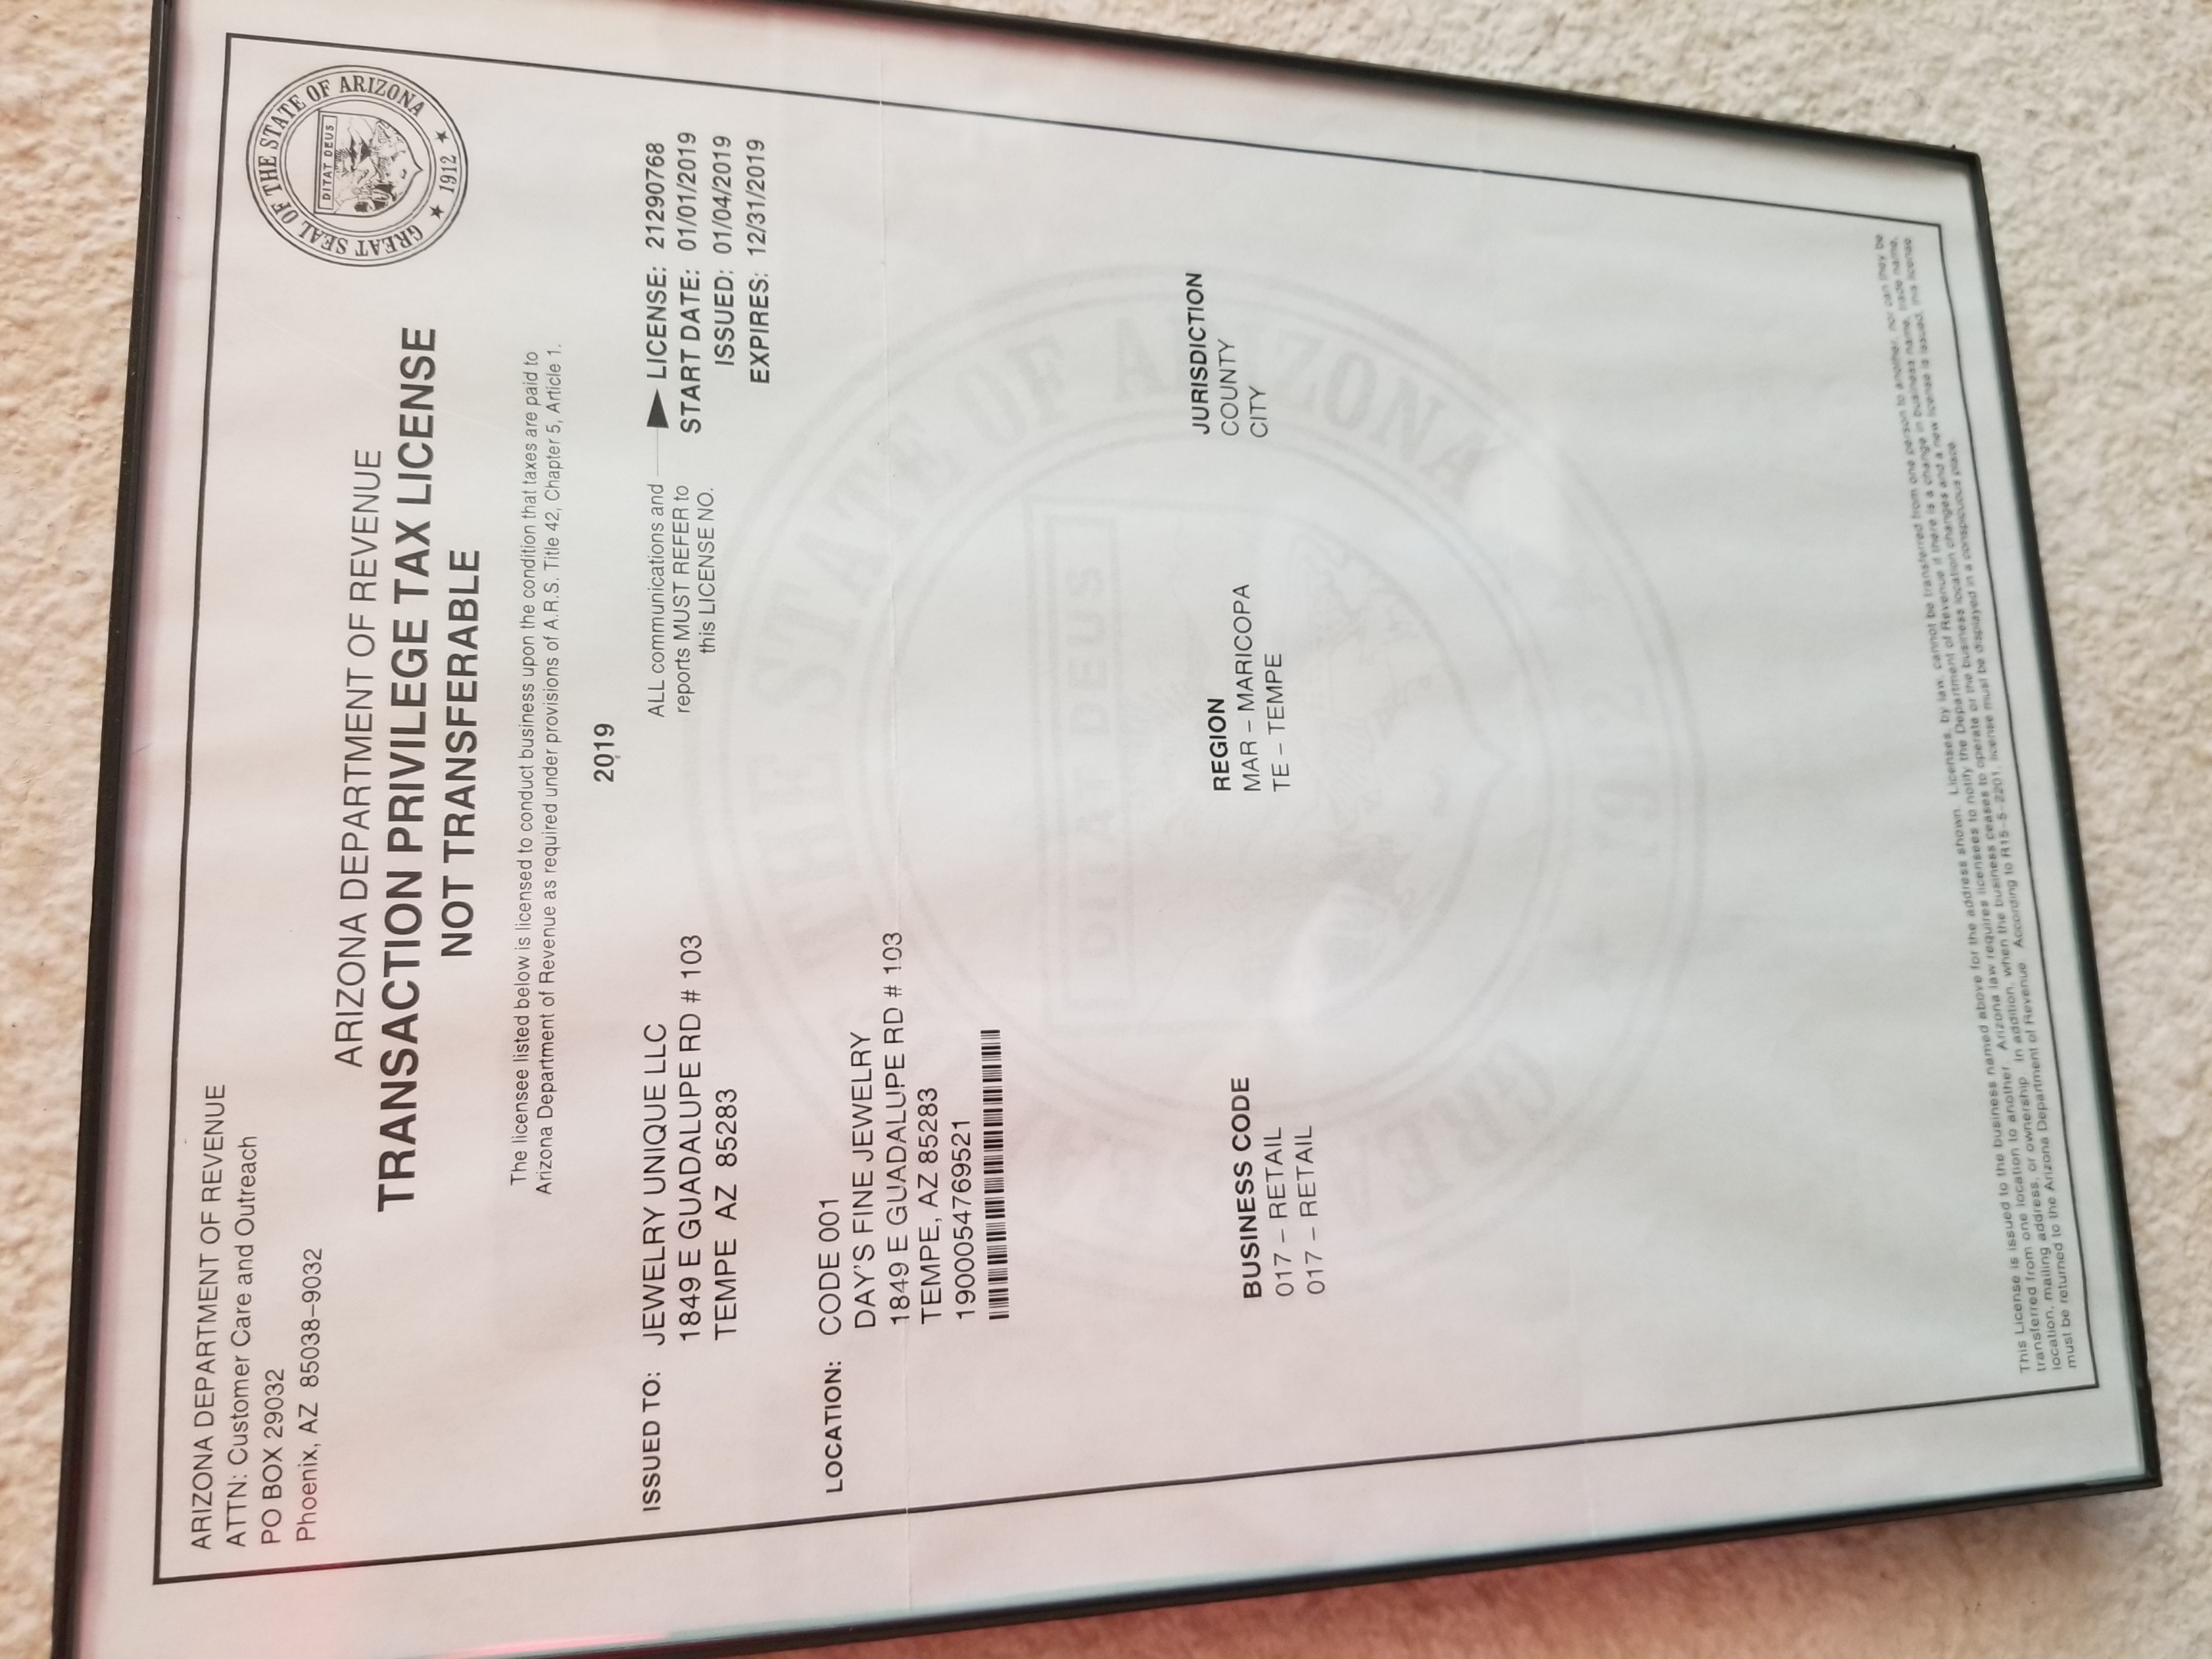 ARIZONA DEPARTMENT OF REVENUE
ATTN: Customer Care and Outreach
PO BOX 29032
Phoenix, AZ 85038–9032
GREAT SEAL OF THE STATE OF ARIZONA
DITAT DEUS
★ 1912 ★
ARIZONA DEPARTMENT OF REVENUE
TRANSACTION PRIVILEGE TAX LICENSE
NOT TRANSFERABLE
The licensee listed below is licensed to conduct business upon the condition that taxes are paid to
Arizona Department of Revenue as required under provisions of A.R.S. Title 42, Chapter 5, Article 1.
2019
ISSUED TO: JEWELRY UNIQUE LLC
1849 E GUADALUPE RD # 103
TEMPE AZ 85283
ALL communications and
reports MUST REFER to
this LICENSE NO.
LICENSE: 21290768
START DATE: 01/01/2019
ISSUED: 01/04/2019
EXPIRES: 12/31/2019
LOCATION: CODE 001
DAY'S FINE JEWELRY
1849 E GUADALUPE RD # 103
TEMPE, AZ 85283
1900054769521
GREAT SEAL OF THE STATE OF ARIZONA
DITAT DEUS
★ 1912 ★
BUSINESS CODE REGION JURISDICTION
017 – RETAIL MAR – MARICOPA COUNTY
017 – RETAIL TE – TEMPE CITY
This License is issued to the business named above for the address shown. Licenses, by law, cannot be transferred from one person to another, nor can they be
transferred from one location to another. Arizona law requires licensees to notify the Department of Revenue if there is a change in business name, trade name,
location, mailing address, or ownership. In addition, when the business ceases to operate or the business location changes and a new license is issued, this license
must be returned to the Arizona Department of Revenue. According to R15–5–2201, license must be displayed in a conspicuous place.